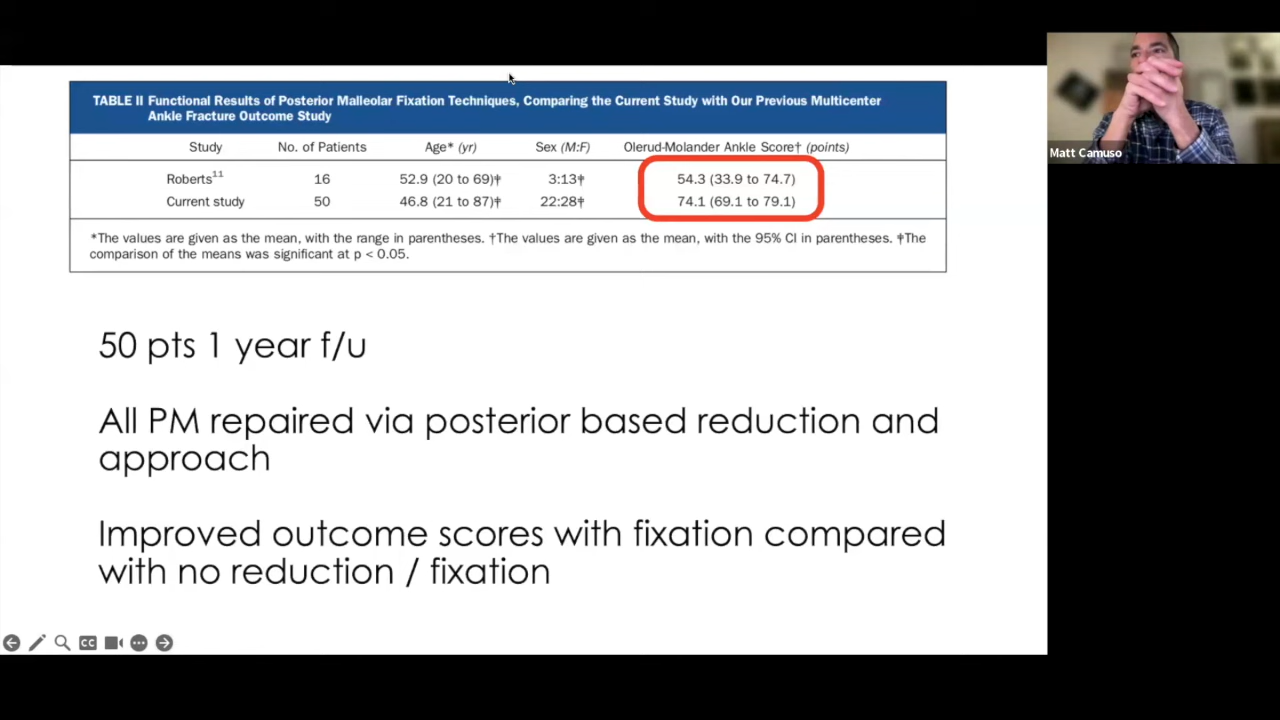 TABLE II Functional Results of Posterior Malleolar Fixation Techniques, Comparing the Current Study with Our Previous Multicenter
Ankle Fracture Outcome Study
Study No. of Patients Age* (yr) Sex (M:F) Olerud-Molander Ankle Score† (points)
Roberts11 16 52.9 (20 to 69)ǂ 3:13ǂ 54.3 (33.9 to 74.7)
Current study 50 46.8 (21 to 87)ǂ 22:28ǂ 74.1 (69.1 to 79.1)
*The values are given as the mean, with the range in parentheses. †The values are given as the mean, with the 95% CI in parentheses. ǂThe
comparison of the means was significant at p < 0.05.
50 pts 1 year f/u
All PM repaired via posterior based reduction and
approach
Improved outcome scores with fixation compared
with no reduction / fixation
CC
Matt Camuso